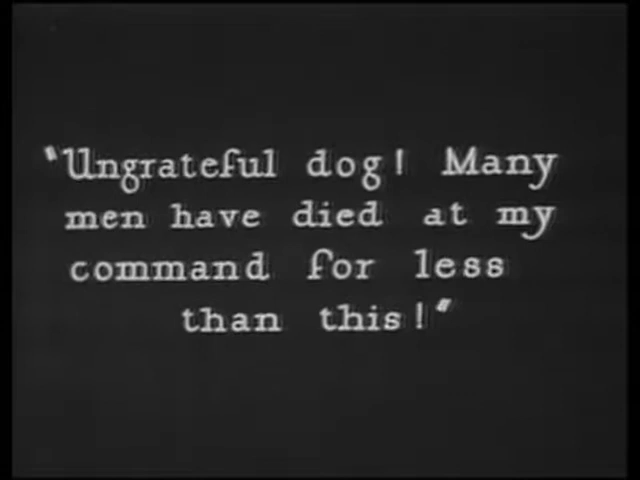 "Ungrateful dog! Many
men have died at my
command for less
than this!"